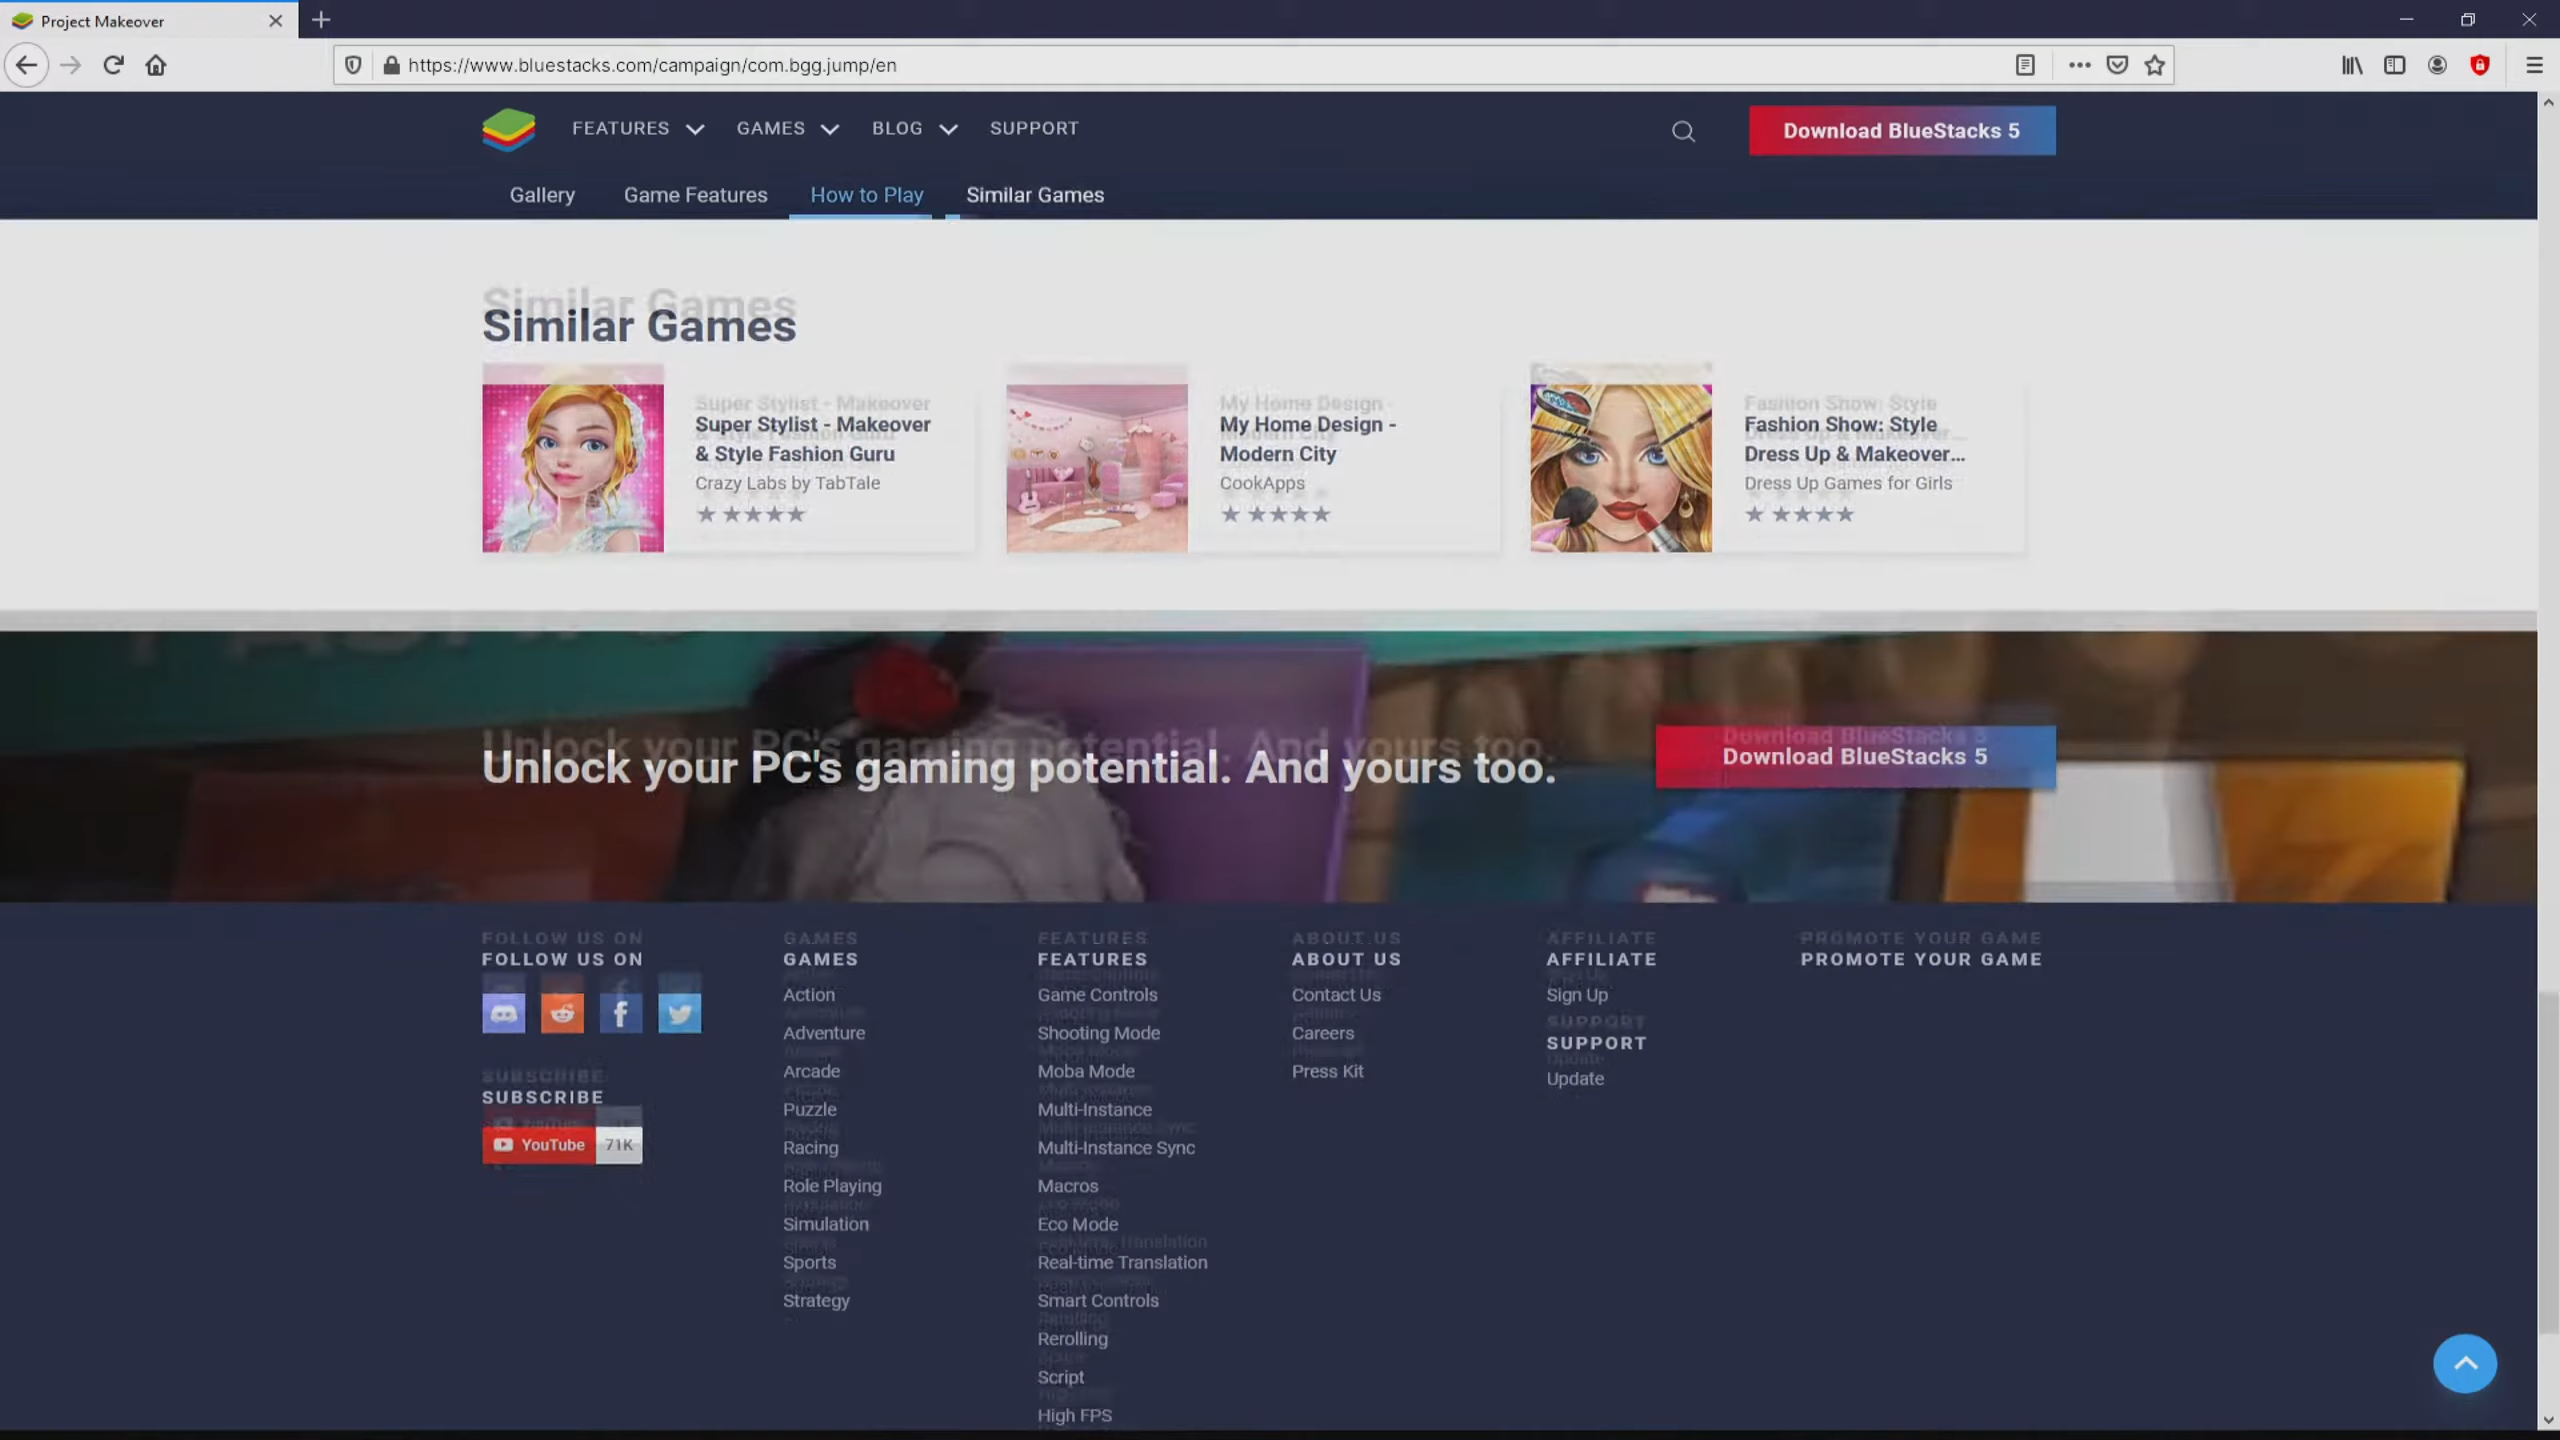 Project Makeover
https://www.bluestacks.com/campaign/com.bgg.jump/en
FEATURES GAMES BLOG SUPPORT
Download BlueStacks 5
Gallery Game Features How to Play Similar Games
Similar Games
Super Stylist - Makeover
& Style Fashion Guru
Crazy Labs by TabTale
My Home Design -
Modern City
CookApps
Fashion Show: Style
Dress Up & Makeover...
Dress Up Games for Girls
Unlock your PC's gaming potential. And yours too.
Download BlueStacks 5
FOLLOW US ON
SUBSCRIBE
YouTube 71K
GAMES
Action
Adventure
Arcade
Puzzle
Racing
Role Playing
Simulation
Sports
Strategy
FEATURES
Game Controls
Shooting Mode
Moba Mode
Multi-Instance
Multi-Instance Sync
Macros
Eco Mode
Real-time Translation
Smart Controls
Rerolling
Script
High FPS
ABOUT US
Contact Us
Careers
Press Kit
AFFILIATE
Sign Up
SUPPORT
Update
PROMOTE YOUR GAME